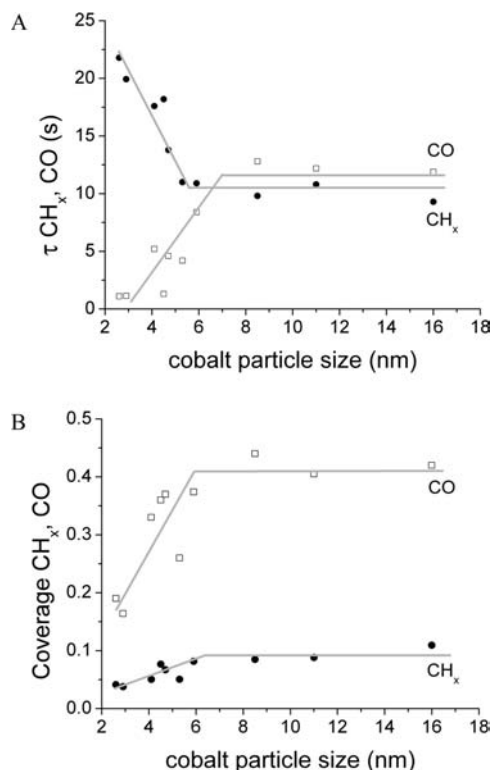 A
25
20
15
10
5
0
τ CHₓ, CO (s)
CO
CHₓ
2 4 6 8 10 12 14 16 18
cobalt particle size (nm)
B
0.5
0.4
0.3
0.2
0.1
0.0
Coverage CHₓ, CO
CO
CHₓ
2 4 6 8 10 12 14 16 18
cobalt particle size (nm)